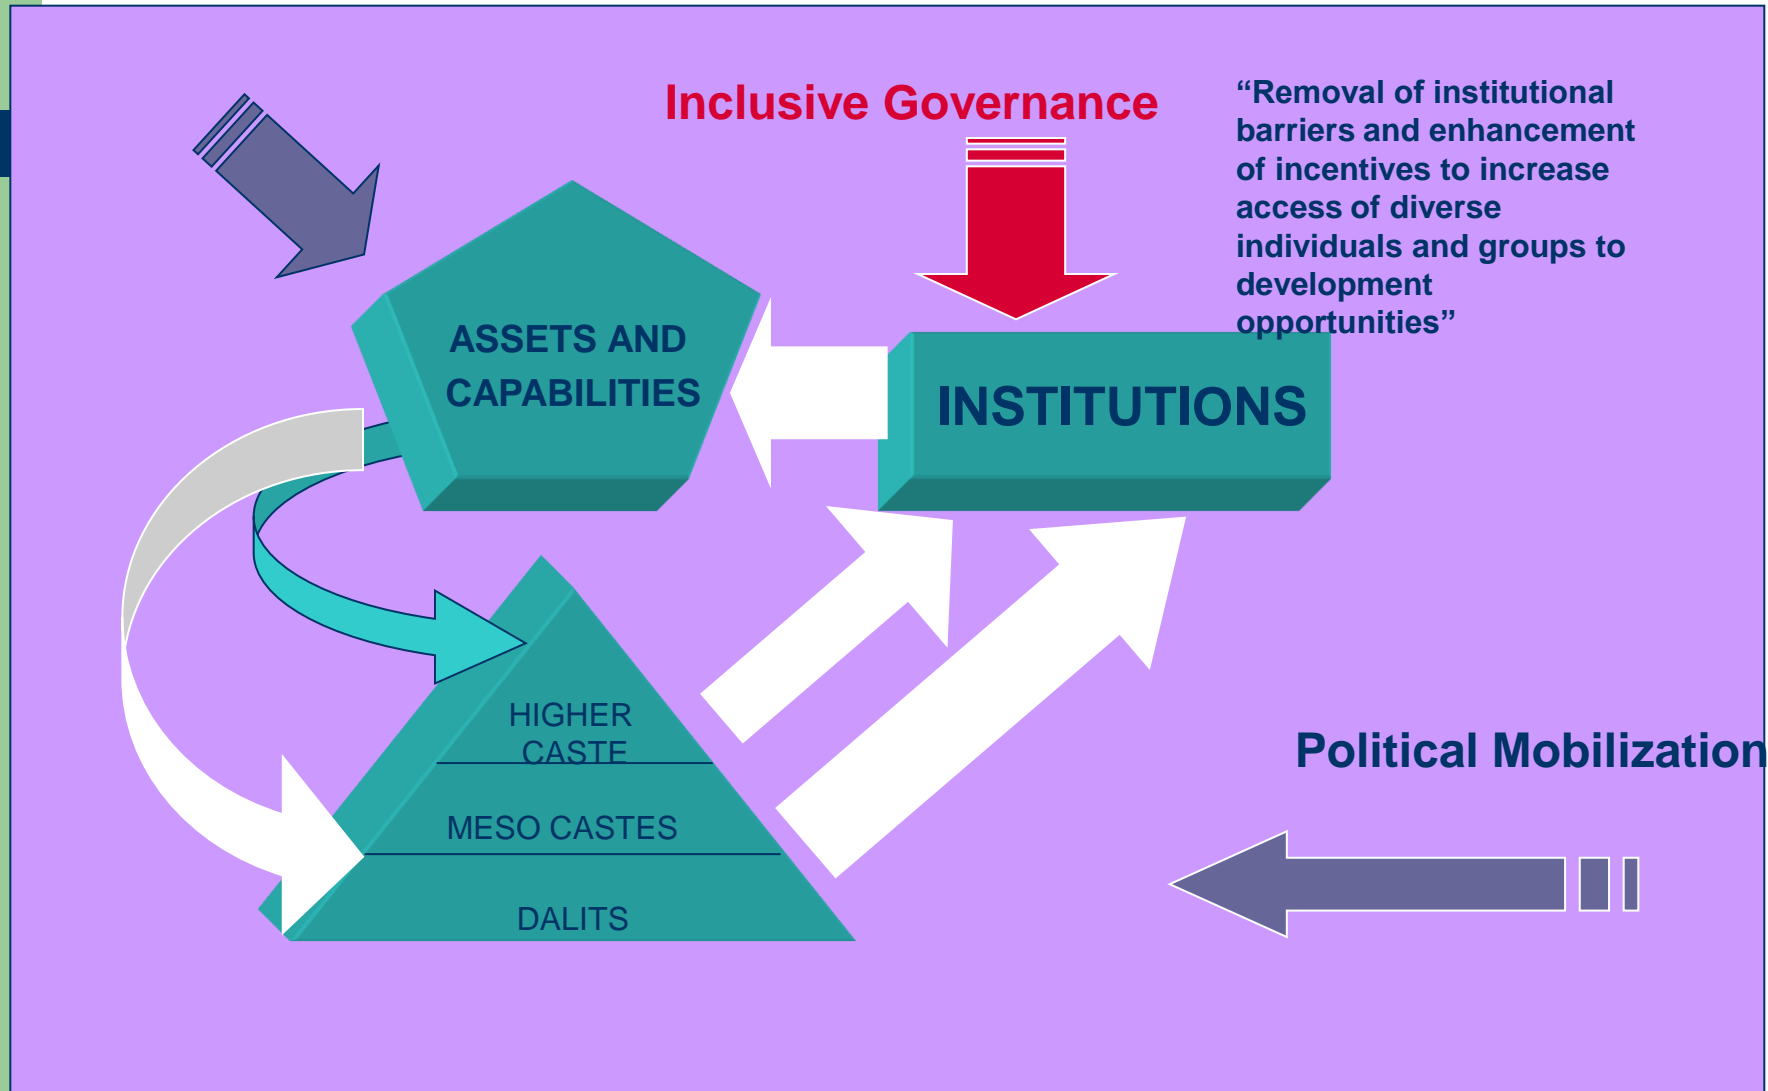 Inclusive Governance
“Removal of institutional
barriers and enhancement
of incentives to increase
access of diverse
individuals and groups to
development
opportunities”
ASSETS AND
CAPABILITIES
INSTITUTIONS
HIGHER
CASTE
MESO CASTES
DALITS
Political Mobilization